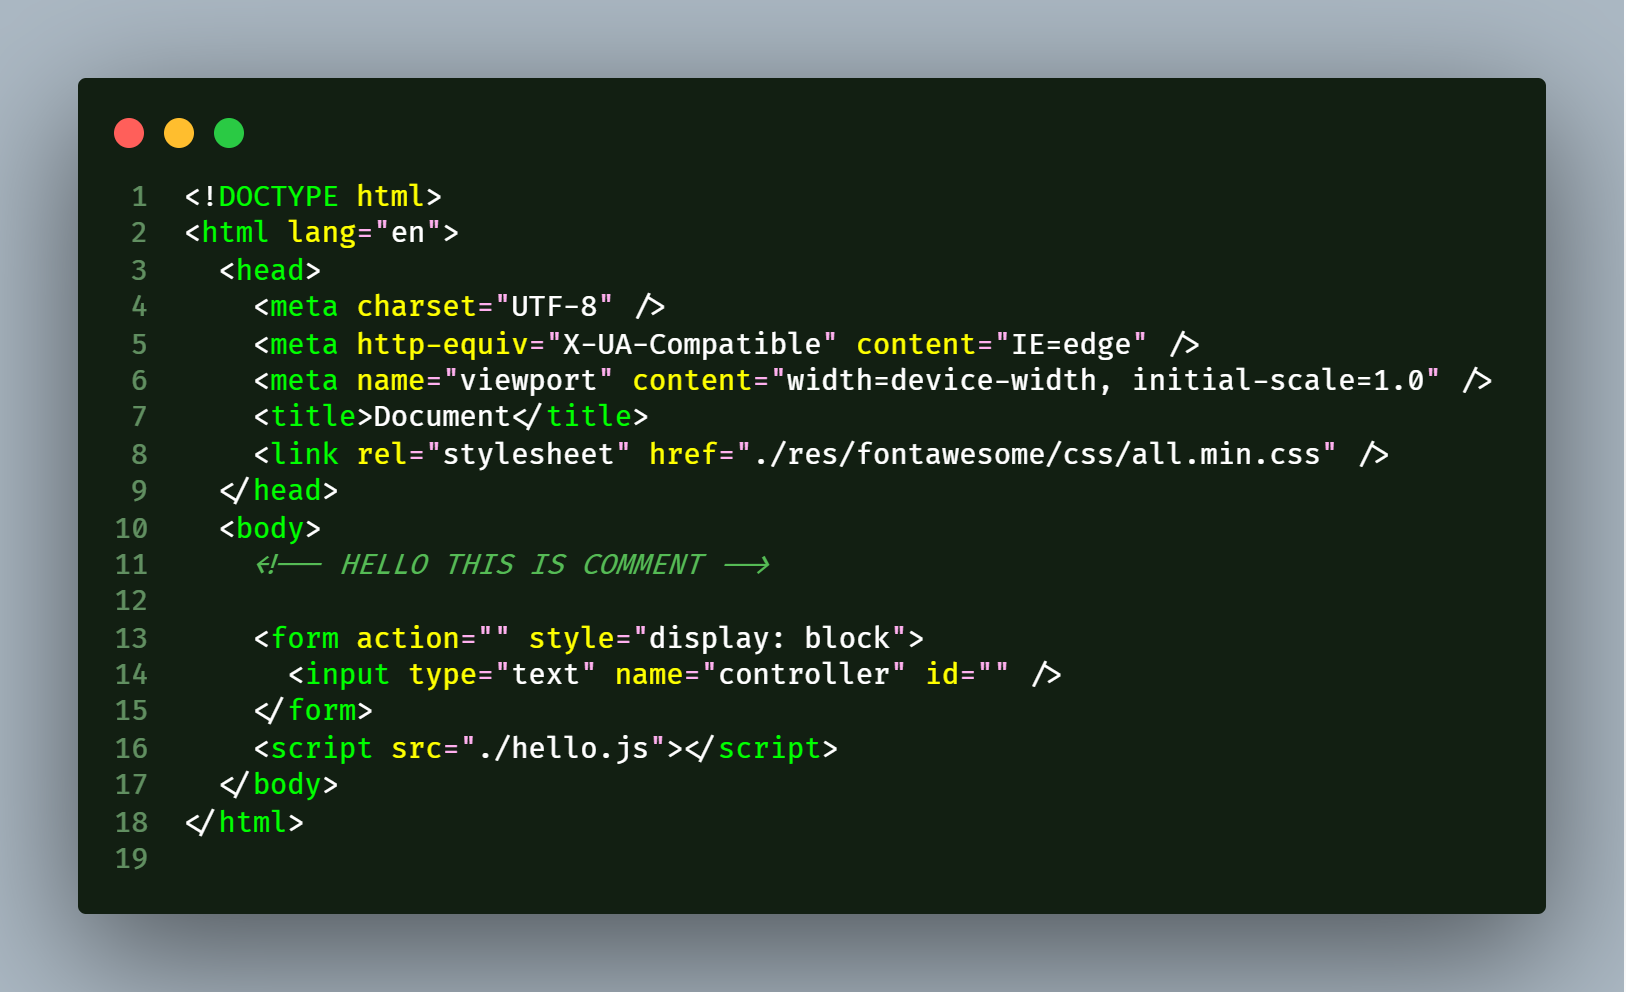 1 <!DOCTYPE html>
2 <html lang="en">
3   <head>
4     <meta charset="UTF-8" />
5     <meta http-equiv="X-UA-Compatible" content="IE=edge" />
6     <meta name="viewport" content="width=device-width, initial-scale=1.0" />
7     <title>Document</title>
8     <link rel="stylesheet" href="./res/fontawesome/css/all.min.css" />
9   </head>
10   <body>
11     <!-- HELLO THIS IS COMMENT -->
12
13     <form action="" style="display: block">
14       <input type="text" name="controller" id="" />
15     </form>
16     <script src="./hello.js"></script>
17   </body>
18 </html>
19